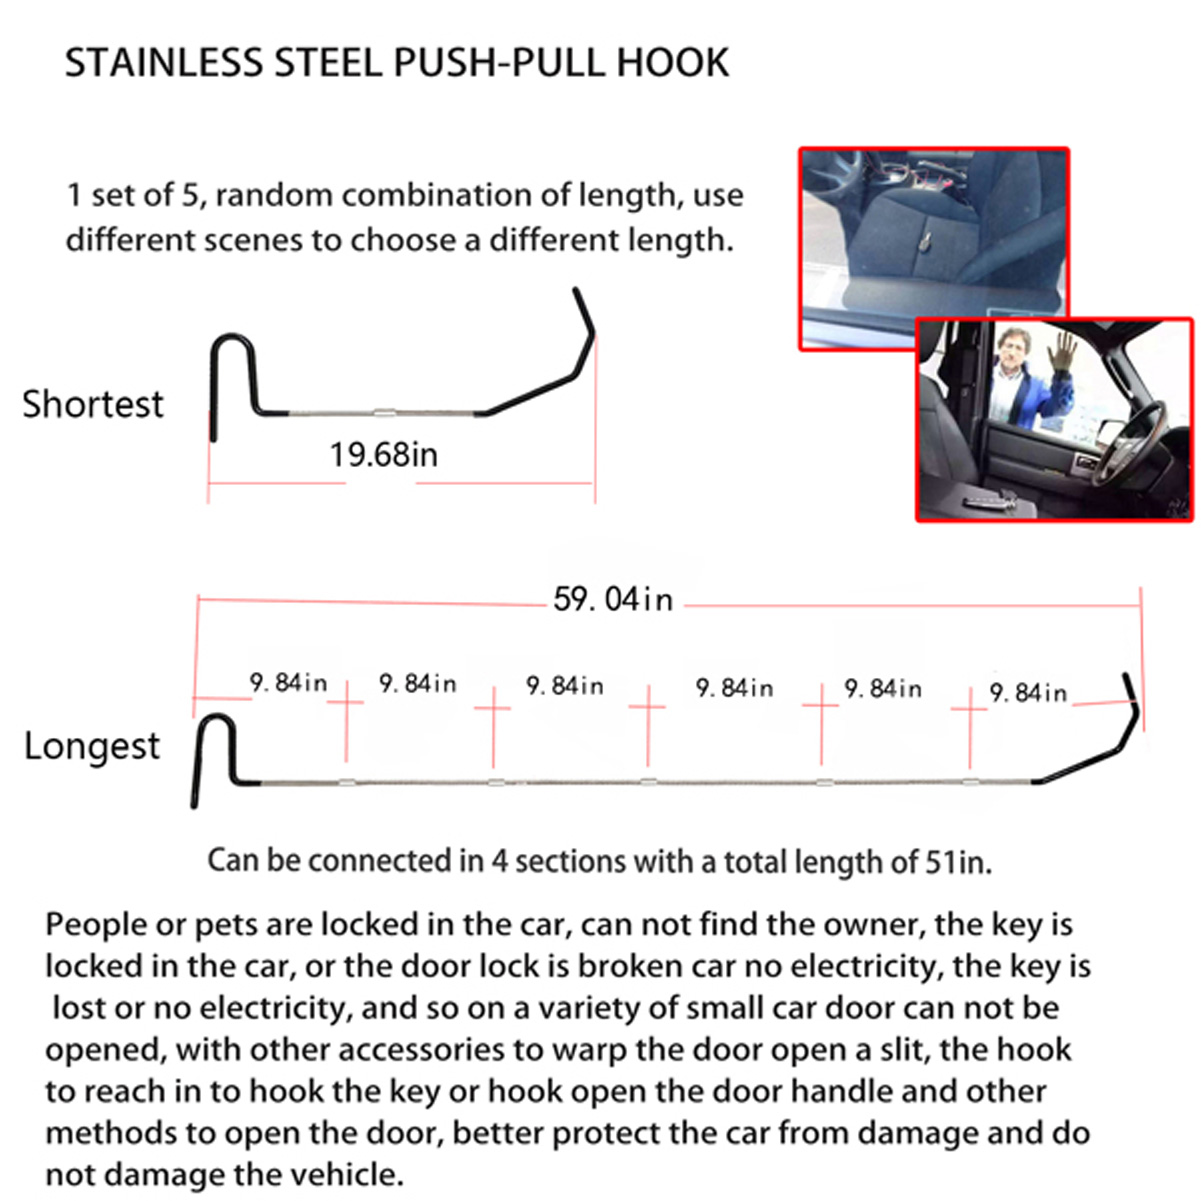 STAINLESS STEEL PUSH-PULL HOOK
1 set of 5, random combination of length, use
different scenes to choose a different length.
Shortest
19.68in
59.04in
9.84in 9.84in 9.84in 9.84in 9.84in 9.84in
Longest
Can be connected in 4 sections with a total length of 51in.
People or pets are locked in the car, can not find the owner, the key is
locked in the car, or the door lock is broken car no electricity, the key is
lost or no electricity, and so on a variety of small car door can not be
opened, with other accessories to warp the door open a slit, the hook
to reach in to hook the key or hook open the door handle and other
methods to open the door, better protect the car from damage and do
not damage the vehicle.